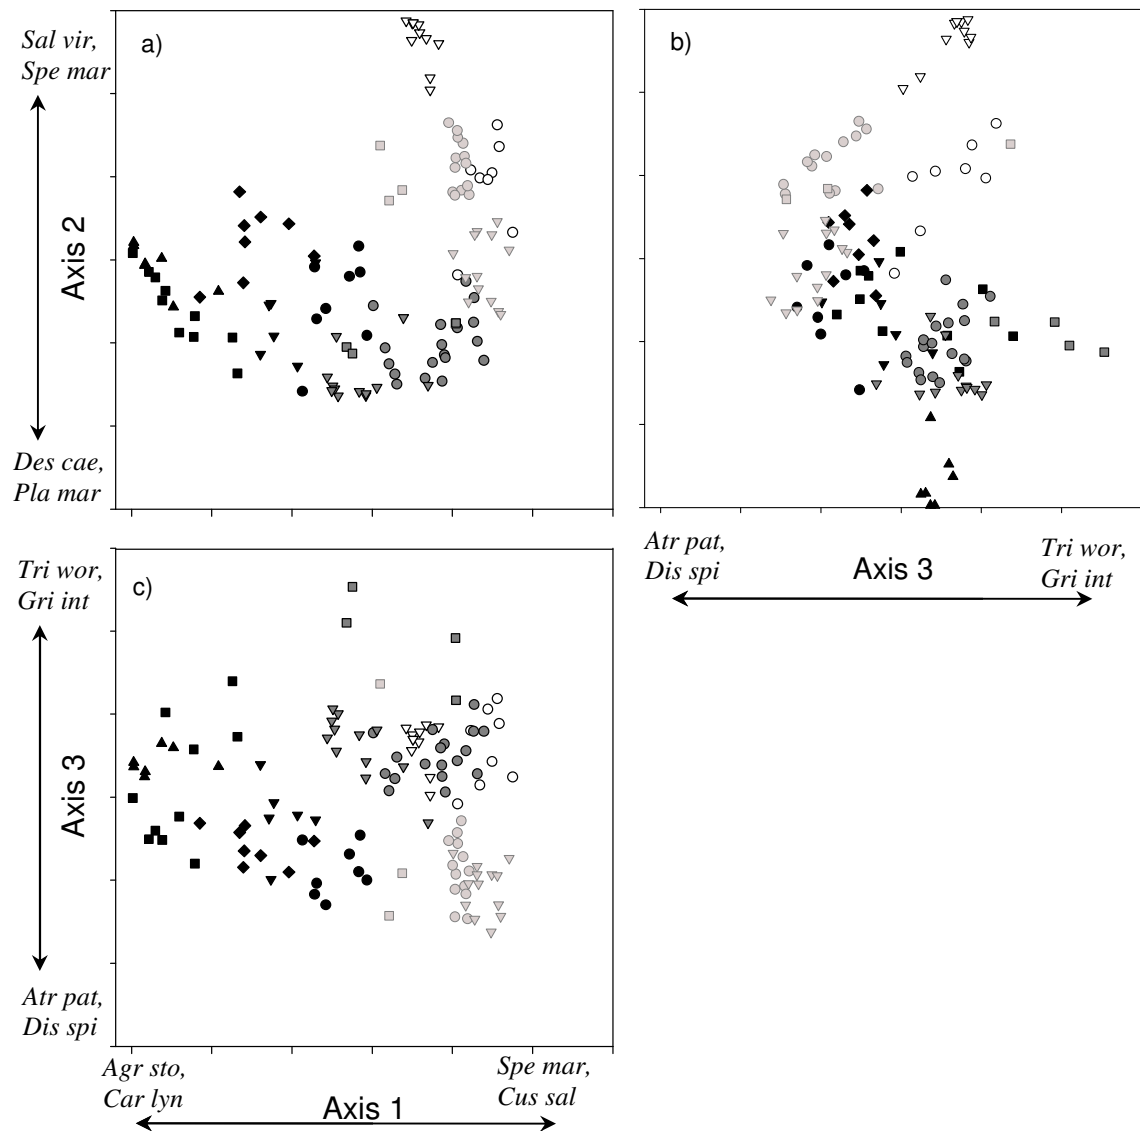 Sal vir,
Spe mar
a)
Axis 2
Des cae,
Pla mar
b)
Atr pat,
Dis spi
Axis 3
Tri wor,
Gri int
Tri wor,
Gri int
c)
Axis 3
Atr pat,
Dis spi
Agr sto,
Car lyn
Axis 1
Spe mar,
Cus sal